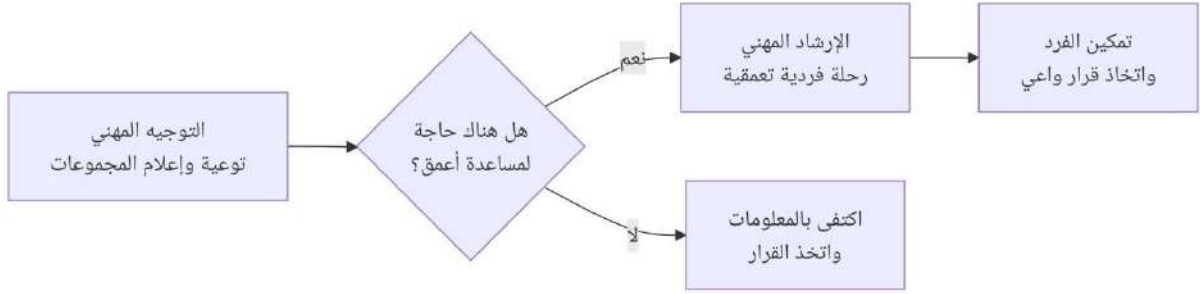 التوجيه المهني
توعية وإعلام المجموعات
هل هناك حاجة
لمساعدة أعمق؟
نعم
الإرشاد المهني
رحلة فردية تعمقية
تمكين الفرد
واتخاذ قرار واعي
لا
اكتفى بالمعلومات
واتخذ القرار